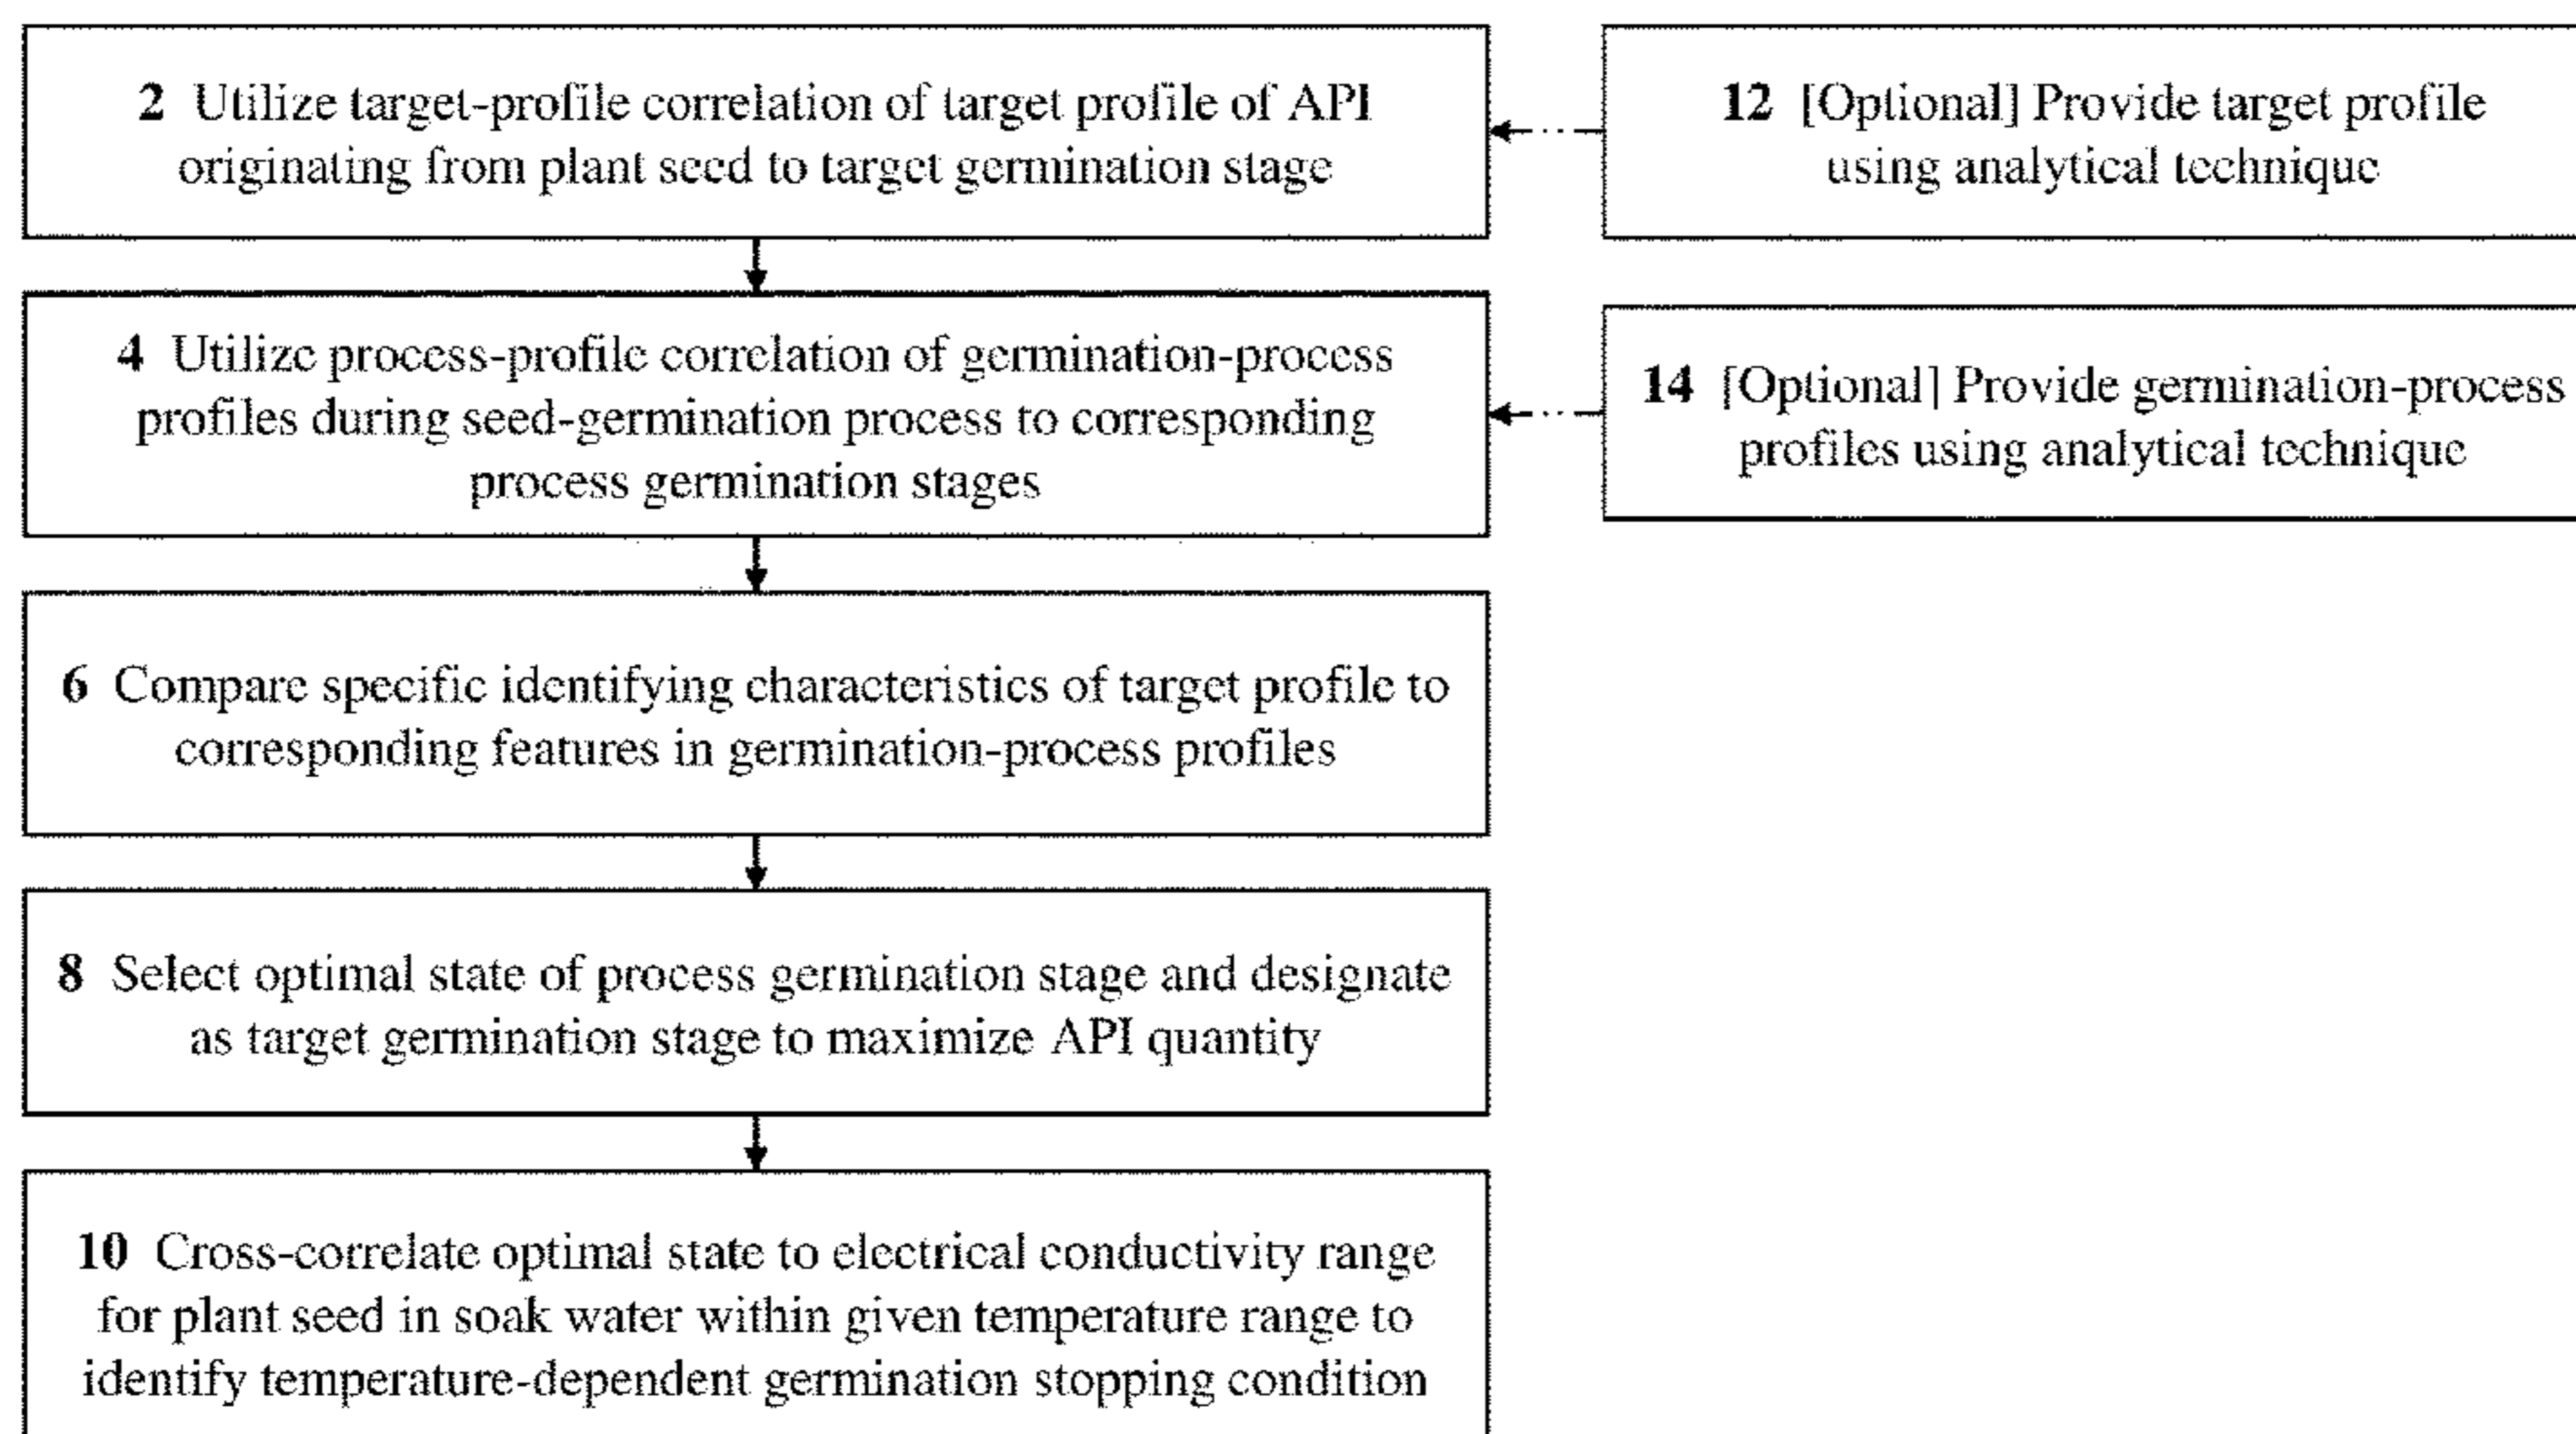 2 Utilize target-profile correlation of target profile of API
originating from plant seed to target germination stage
12 [Optional] Provide target profile
using analytical technique
4 Utilize process-profile correlation of germination-process
profiles during seed-germination process to corresponding
process germination stages
14 [Optional] Provide germination-process
profiles using analytical technique
6 Compare specific identifying characteristics of target profile to
corresponding features in germination-process profiles
8 Select optimal state of process germination stage and designate
as target germination stage to maximize API quantity
10 Cross-correlate optimal state to electrical conductivity range
for plant seed in soak water within given temperature range to
identify temperature-dependent germination stopping condition